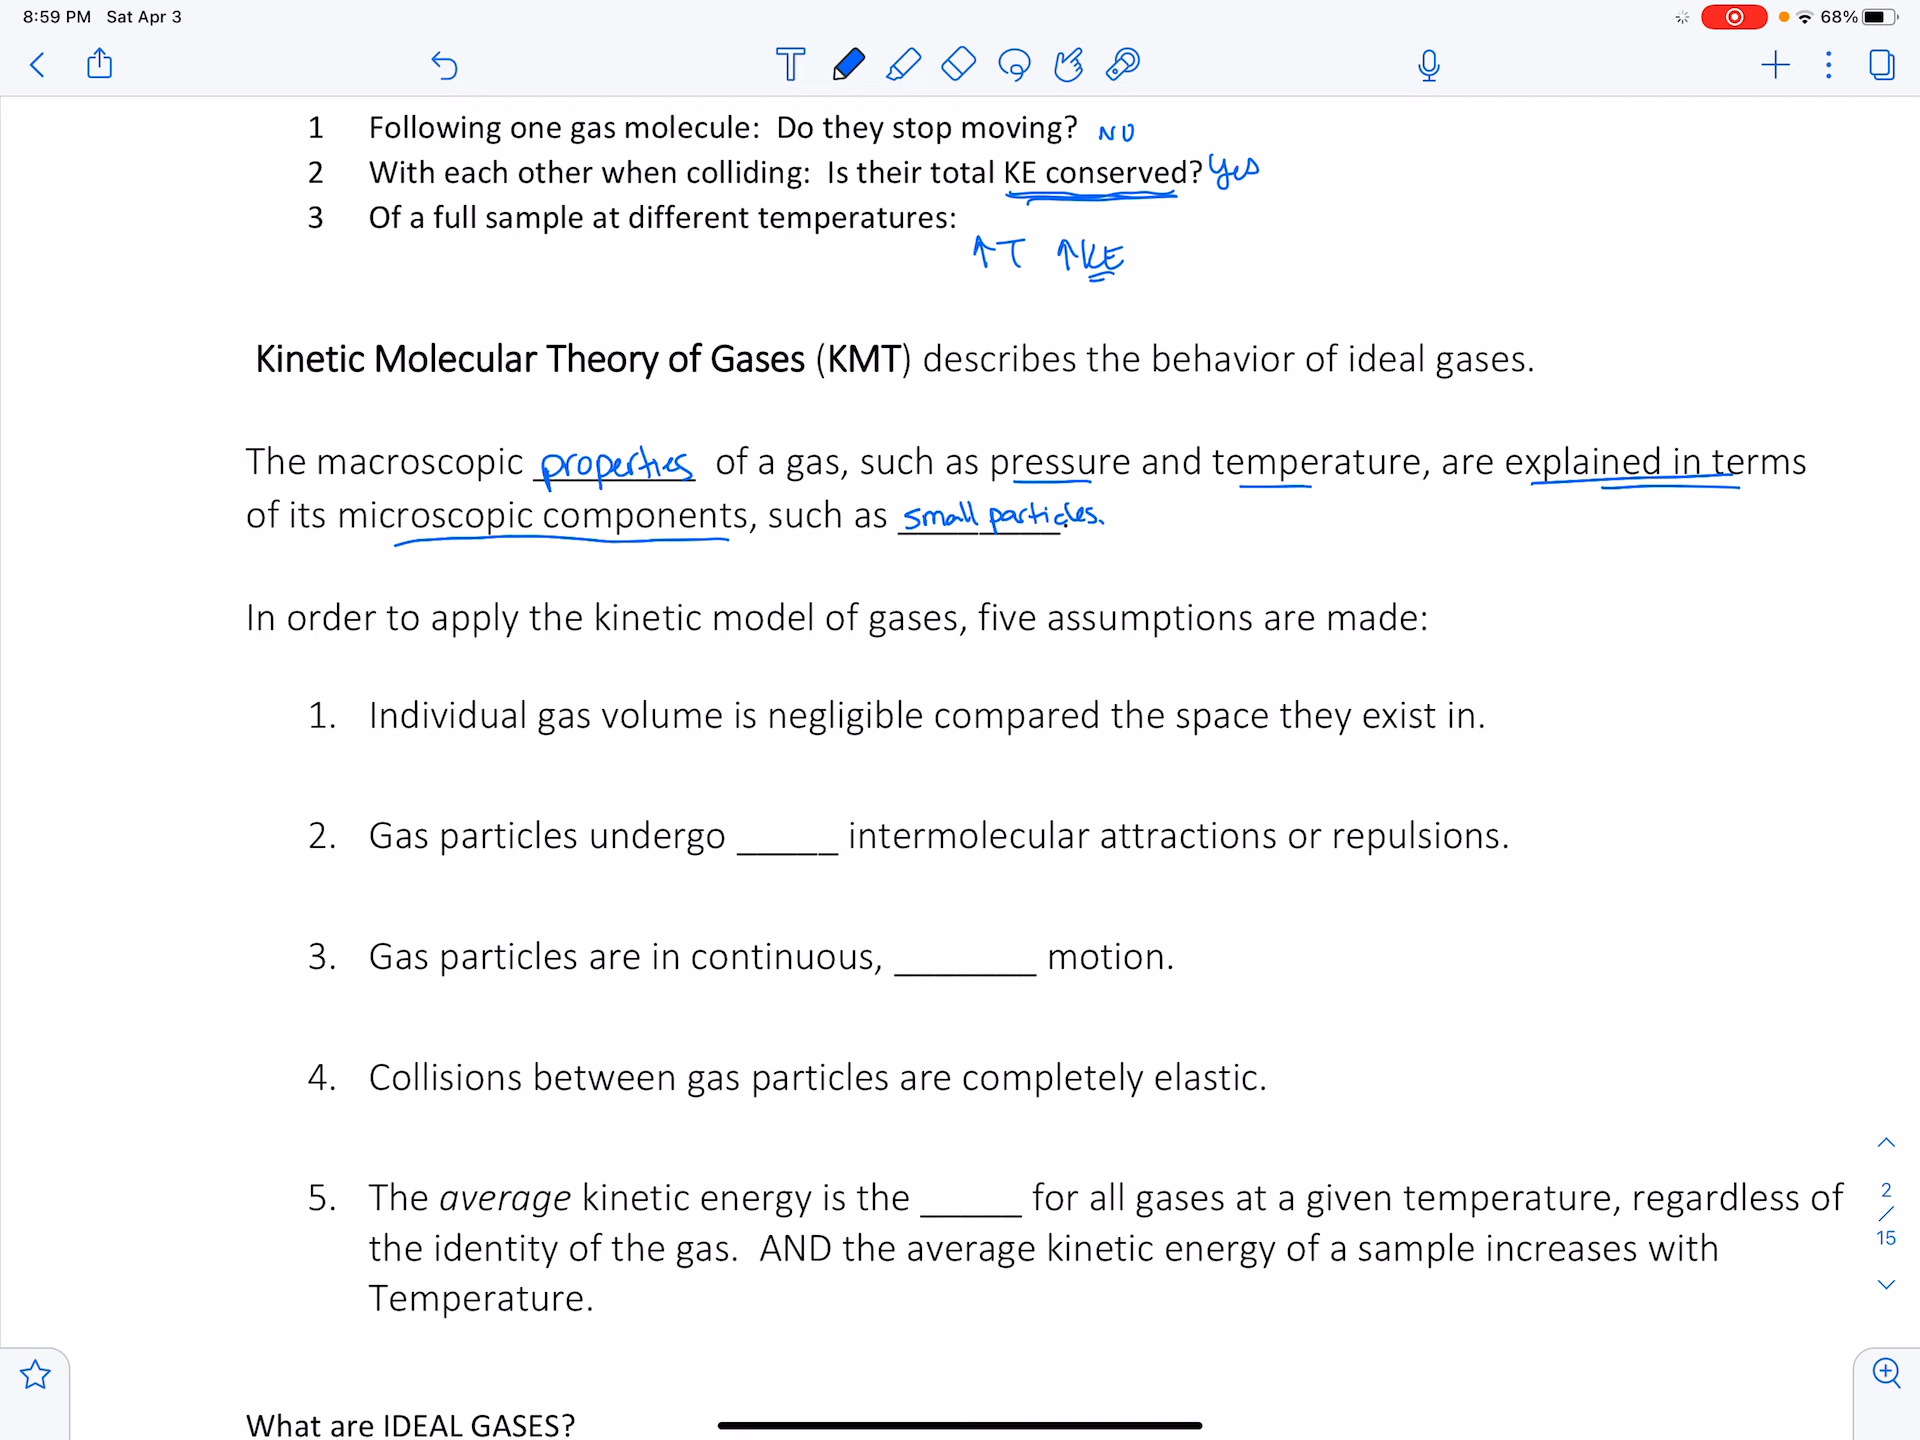 8:59 PM Sat Apr 3
68%
1 Following one gas molecule: Do they stop moving? NO
2 With each other when colliding: Is their total KE conserved? Yes
3 Of a full sample at different temperatures:
↑T ↑KE
Kinetic Molecular Theory of Gases (KMT) describes the behavior of ideal gases.
The macroscopic properties of a gas, such as pressure and temperature, are explained in terms
of its microscopic components, such as small particles.
In order to apply the kinetic model of gases, five assumptions are made:
1. Individual gas volume is negligible compared the space they exist in.
2. Gas particles undergo _____ intermolecular attractions or repulsions.
3. Gas particles are in continuous, _______ motion.
4. Collisions between gas particles are completely elastic.
5. The average kinetic energy is the _____ for all gases at a given temperature, regardless of
the identity of the gas. AND the average kinetic energy of a sample increases with
Temperature.
2
/
15
What are IDEAL GASES?